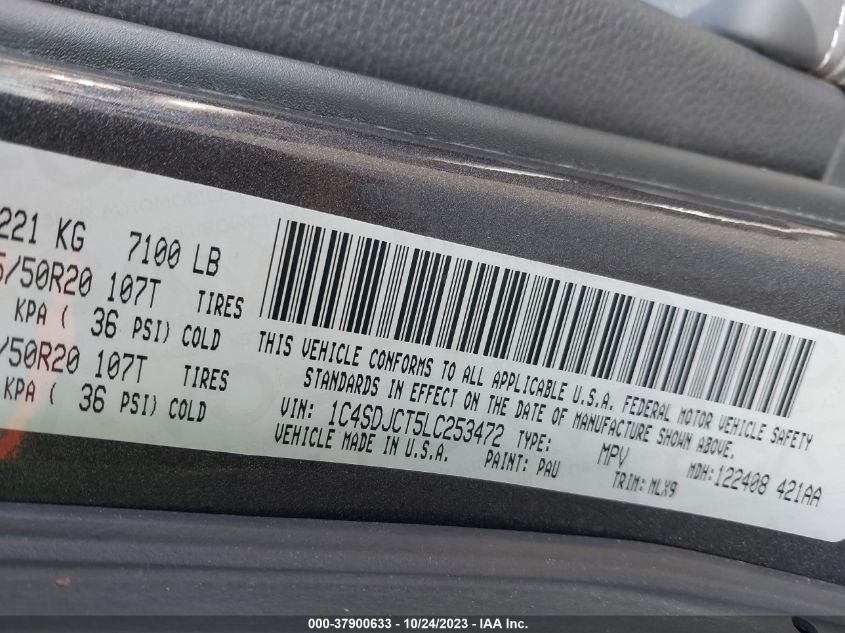 221 KG 7100 LB
/50R20 107T TIRES
KPA ( 36 PSI) COLD
/50R20 107T TIRES
KPA ( 36 PSI) COLD
THIS VEHICLE CONFORMS TO ALL APPLICABLE U.S.A. FEDERAL MOTOR VEHICLE SAFETY
STANDARDS IN EFFECT ON THE DATE OF MANUFACTURE SHOWN ABOVE.
VIN: 1C4SDJCT5LC253472 TYPE: MPV MDH: 122408 421AA
VEHICLE MADE IN U.S.A. PAINT: PAU TRIM: MLX9
000-37900633 - 10/24/2023 - IAA Inc.